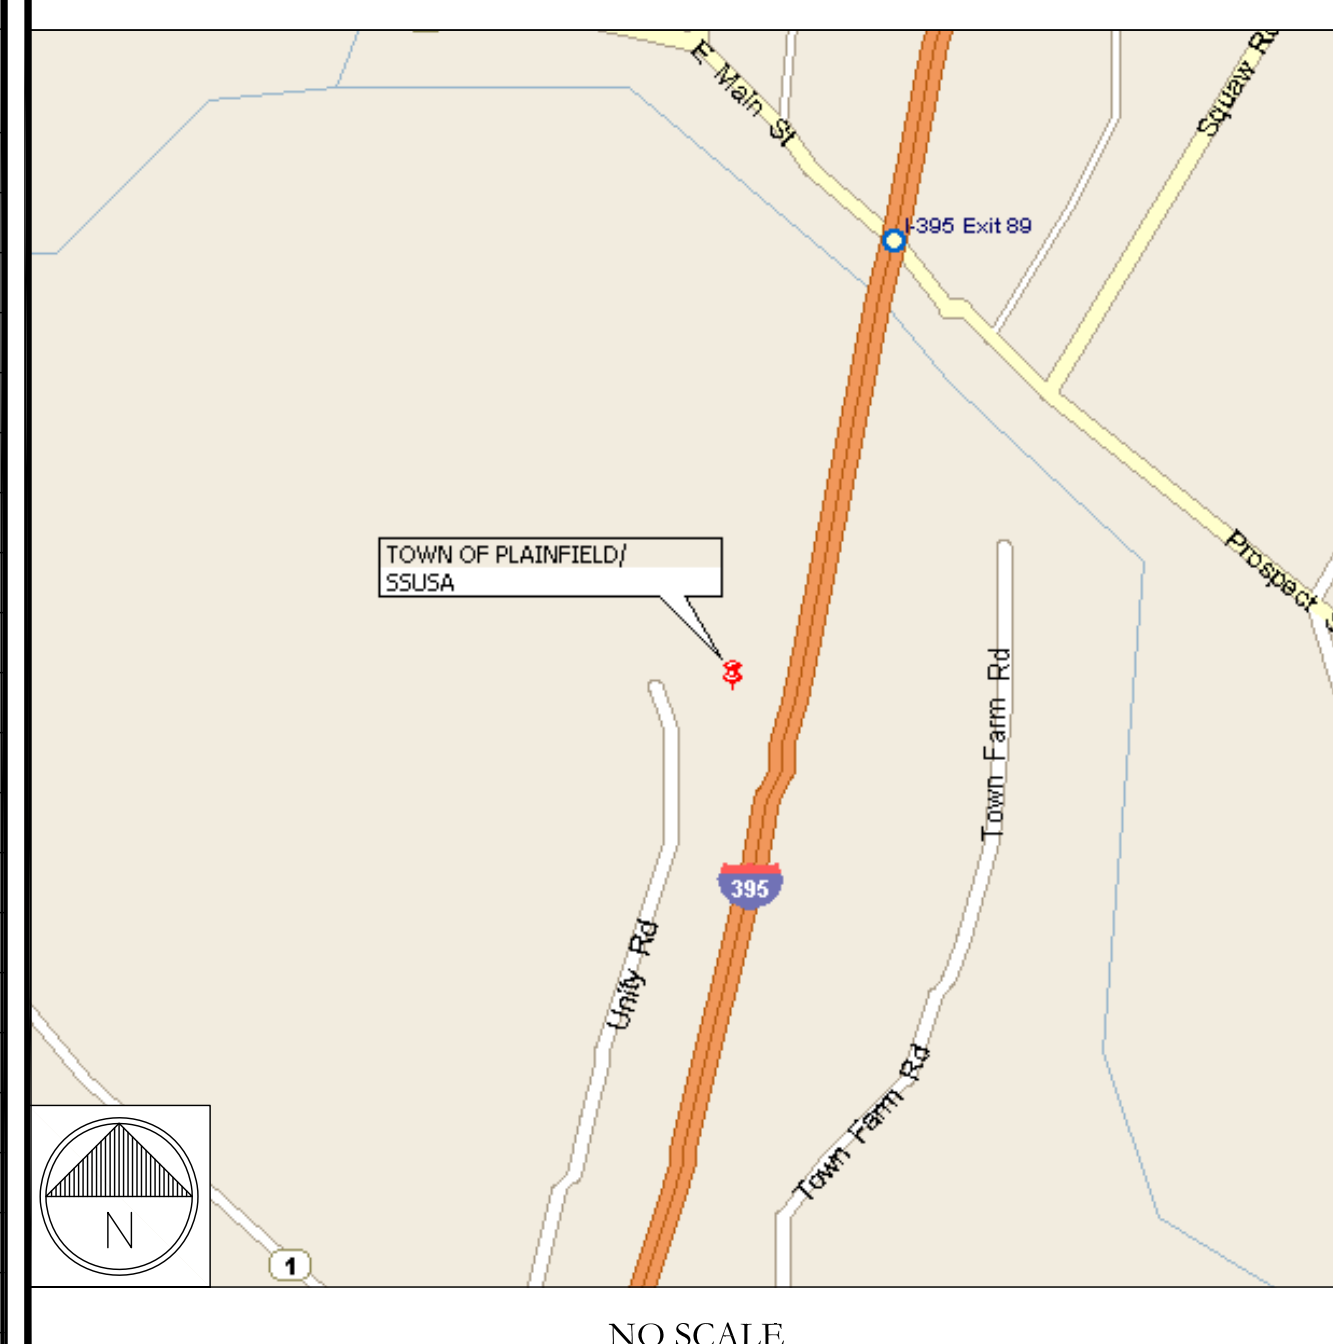 E Main St
Squaw Rd
I-395 Exit 89
TOWN OF PLAINFIELD/
SSUSA
Prospect
Town Farm Rd
395
Unity Rd
Town Farm Rd
N
1
NO SCALE